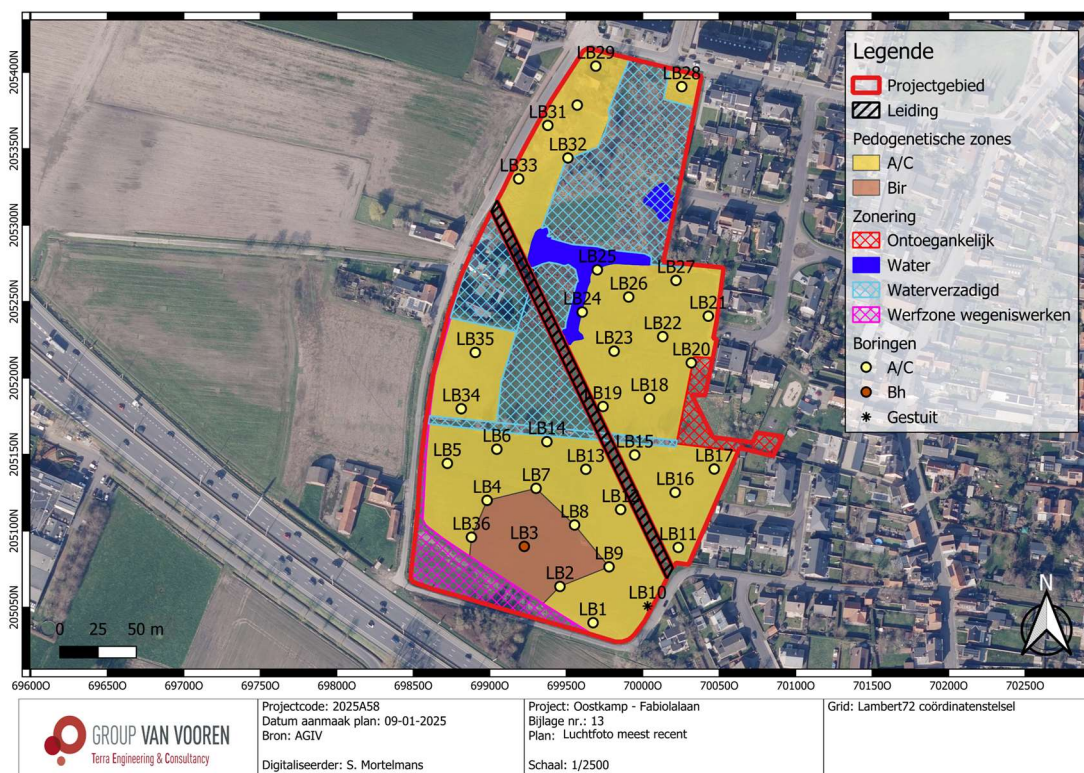 LB29
LB28
LB31
LB32
LB33
LB25
LB27
LB26
LB24
LB21
LB22
LB23
LB20
LB35
LB18
LB19
LB34
LB14
LB6
LB15
LB5
LB13
LB17
LB7
LB16
LB4
LB8
LB36
LB3
LB11
LB9
LB2
LB10
LB1
205400N
205350N
205300N
205250N
205200N
205150N
205100N
205050N
Legende
Projectgebied
Leiding
Pedogenetische zones
A/C
Bir
Zonering
Ontoegankelijk
Water
Waterverzadigd
Werfzone wegeniswerken
Boringen
A/C
Bh
Gestuit
0 25 50 m
N
696000 696500 697000 697500 698000 698500 699000 699500 700000 700500 701000 701500 702000 702500
GROUP VAN VOOREN
Terra Engineering & Consultancy
Projectcode: 2025A58
Datum aanmaak plan: 09-01-2025
Bron: AGIV
Digitaliseerder: S. Mortelmans
Project: Oostkamp - Fabiolalaan
Bijlage nr.: 13
Plan: Luchtfoto meest recent
Schaal: 1/2500
Grid: Lambert72 coördinatenstelsel